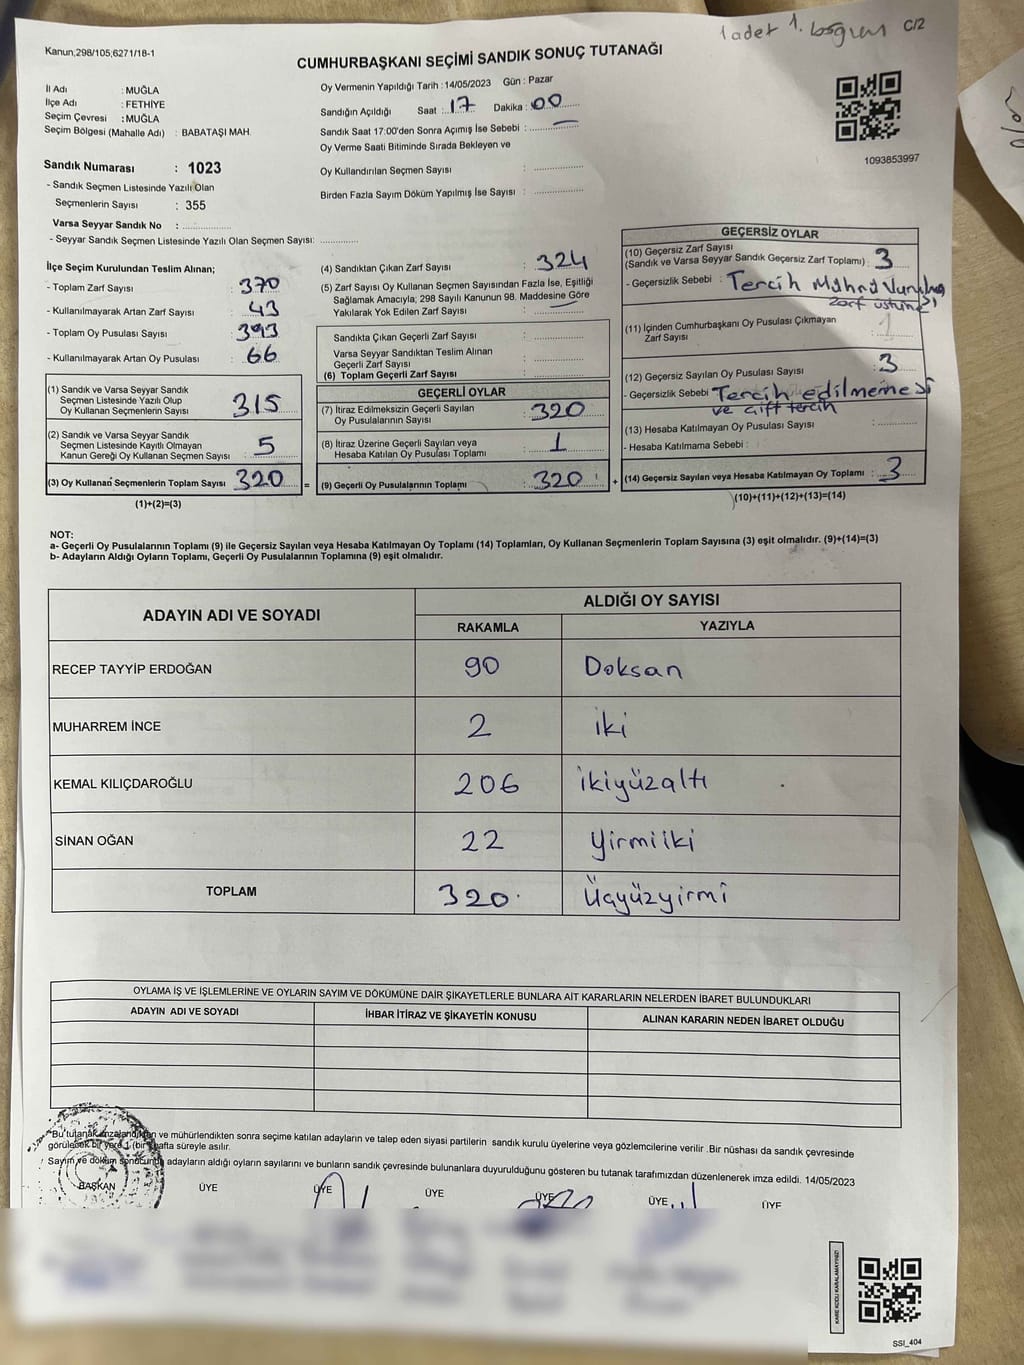 1 adet 1. C/2
Kanun,298/105;6271/18-1
CUMHURBAŞKANI SEÇİMİ SANDIK SONUÇ TUTANAĞI
İl Adı : MUĞLA
İlçe Adı : FETHİYE
Seçim Çevresi : MUĞLA
Seçim Bölgesi (Mahalle Adı) : BABATAŞI MAH.
Sandık Numarası : 1023
- Sandık Seçmen Listesinde Yazılı Olan
Seçmenlerin Sayısı : 355
Varsa Seyyar Sandık No :
- Seyyar Sandık Seçmen Listesinde Yazılı Olan Seçmen Sayısı:
Oy Vermenin Yapıldığı Tarih : 14/05/2023 Gün : Pazar
Sandığın Açıldığı Saat : 17 Dakika : 00
Sandık Saat 17:00'den Sonra Açımış İse Sebebi :
Oy Verme Saati Bitiminde Sırada Bekleyen ve
Oy Kullandırılan Seçmen Sayısı :
Birden Fazla Sayım Döküm Yapılmış İse Sayısı :
1093853997
İlçe Seçim Kurulundan Teslim Alınan;
- Toplam Zarf Sayısı : 370
- Kullanılmayarak Artan Zarf Sayısı : 43
- Toplam Oy Pusulası Sayısı : 393
- Kullanılmayarak Artan Oy Pusulası : 66
(1) Sandık ve Varsa Seyyar Sandık
Seçmen Listesinde Yazılı Olup
Oy Kullanan Seçmenlerin Sayısı : 315
(2) Sandık ve Varsa Seyyar Sandık
Seçmen Listesinde Kayıtlı Olmayan
Kanun Gereği Oy Kullanan Seçmen Sayısı : 5
(3) Oy Kullanan Seçmenlerin Toplam Sayısı : 320 =
(1)+(2)=(3)
(4) Sandıktan Çıkan Zarf Sayısı : 324
(5) Zarf Sayısı Oy Kullanan Seçmen Sayısından Fazla İse, Eşitliği
Sağlamak Amacıyla; 298 Sayılı Kanunun 98. Maddesine Göre
Yakılarak Yok Edilen Zarf Sayısı :
Sandıkta Çıkan Geçerli Zarf Sayısı :
Varsa Seyyar Sandıktan Teslim Alınan
Geçerli Zarf Sayısı :
(6) Toplam Geçerli Zarf Sayısı :
GEÇERLİ OYLAR
(7) İtiraz Edilmeksizin Geçerli Sayılan
Oy Pusulalarının Sayısı : 320
(8) İtiraz Üzerine Geçerli Sayılan veya
Hesaba Katılan Oy Pusulası Toplamı : 1
(9) Geçerli Oy Pusulalarının Toplamı : 320 +
GEÇERSİZ OYLAR
(10) Geçersiz Zarf Sayısı
(Sandık ve Varsa Seyyar Sandık Geçersiz Zarf Toplamı) : 3
- Geçersizlik Sebebi : Tercih Mührü
zarf üstüne
(11) İçinden Cumhurbaşkanı Oy Pusulası Çıkmayan
Zarf Sayısı : 1
(12) Geçersiz Sayılan Oy Pusulası Sayısı : 3
- Geçersizlik Sebebi : Tercih edilmemesi
ve çift tercih
(13) Hesaba Katılmayan Oy Pusulası Sayısı :
- Hesaba Katılmama Sebebi :
(14) Geçersiz Sayılan veya Hesaba Katılmayan Oy Toplamı : 3
(10)+(11)+(12)+(13)=(14)
NOT:
a- Geçerli Oy Pusulalarının Toplamı (9) ile Geçersiz Sayılan veya Hesaba Katılmayan Oy Toplamı (14) Toplamları, Oy Kullanan Seçmenlerin Toplam Sayısına (3) eşit olmalıdır. (9)+(14)=(3)
b- Adayların Aldığı Oyların Toplamı, Geçerli Oy Pusulalarının Toplamına (9) eşit olmalıdır.
ADAYIN ADI VE SOYADI
ALDIĞI OY SAYISI
RAKAMLA YAZIYLA
RECEP TAYYİP ERDOĞAN 90 Doksan
MUHARREM İNCE 2 iki
KEMAL KILIÇDAROĞLU 206 ikiyüzaltı
SİNAN OĞAN 22 yirmiiki
TOPLAM 320 Üçyüzyirmi
OYLAMA İŞ VE İŞLEMLERİNE VE OYLARIN SAYIM VE DÖKÜMÜNE DAİR ŞİKAYETLERLE BUNLARA AİT KARARLARIN NELERDEN İBARET BULUNDUKLARI
ADAYIN ADI VE SOYADI İHBAR İTİRAZ VE ŞİKAYETİN KONUSU ALINAN KARARIN NEDEN İBARET OLDUĞU
"Bu tutanak imzalandıktan ve mühürlendikten sonra seçime katılan adayların ve talep eden siyasi partilerin sandık kurulu üyelerine veya gözlemcilerine verilir .Bir nüshası da sandık çevresinde
görülecek bir yere 1 (bir) hafta süreyle asılır.
Sayım ve döküm sonucunda adayların aldığı oyların sayılarını ve bunların sandık çevresinde bulunanlara duyurulduğunu gösteren bu tutanak tarafımızdan düzenlenerek imza edildi. 14/05/2023
BAŞKAN ÜYE ÜYE ÜYE ÜYE ÜYE ÜYE
KARE KODU KARALAMAYINIZ!
SSI_404